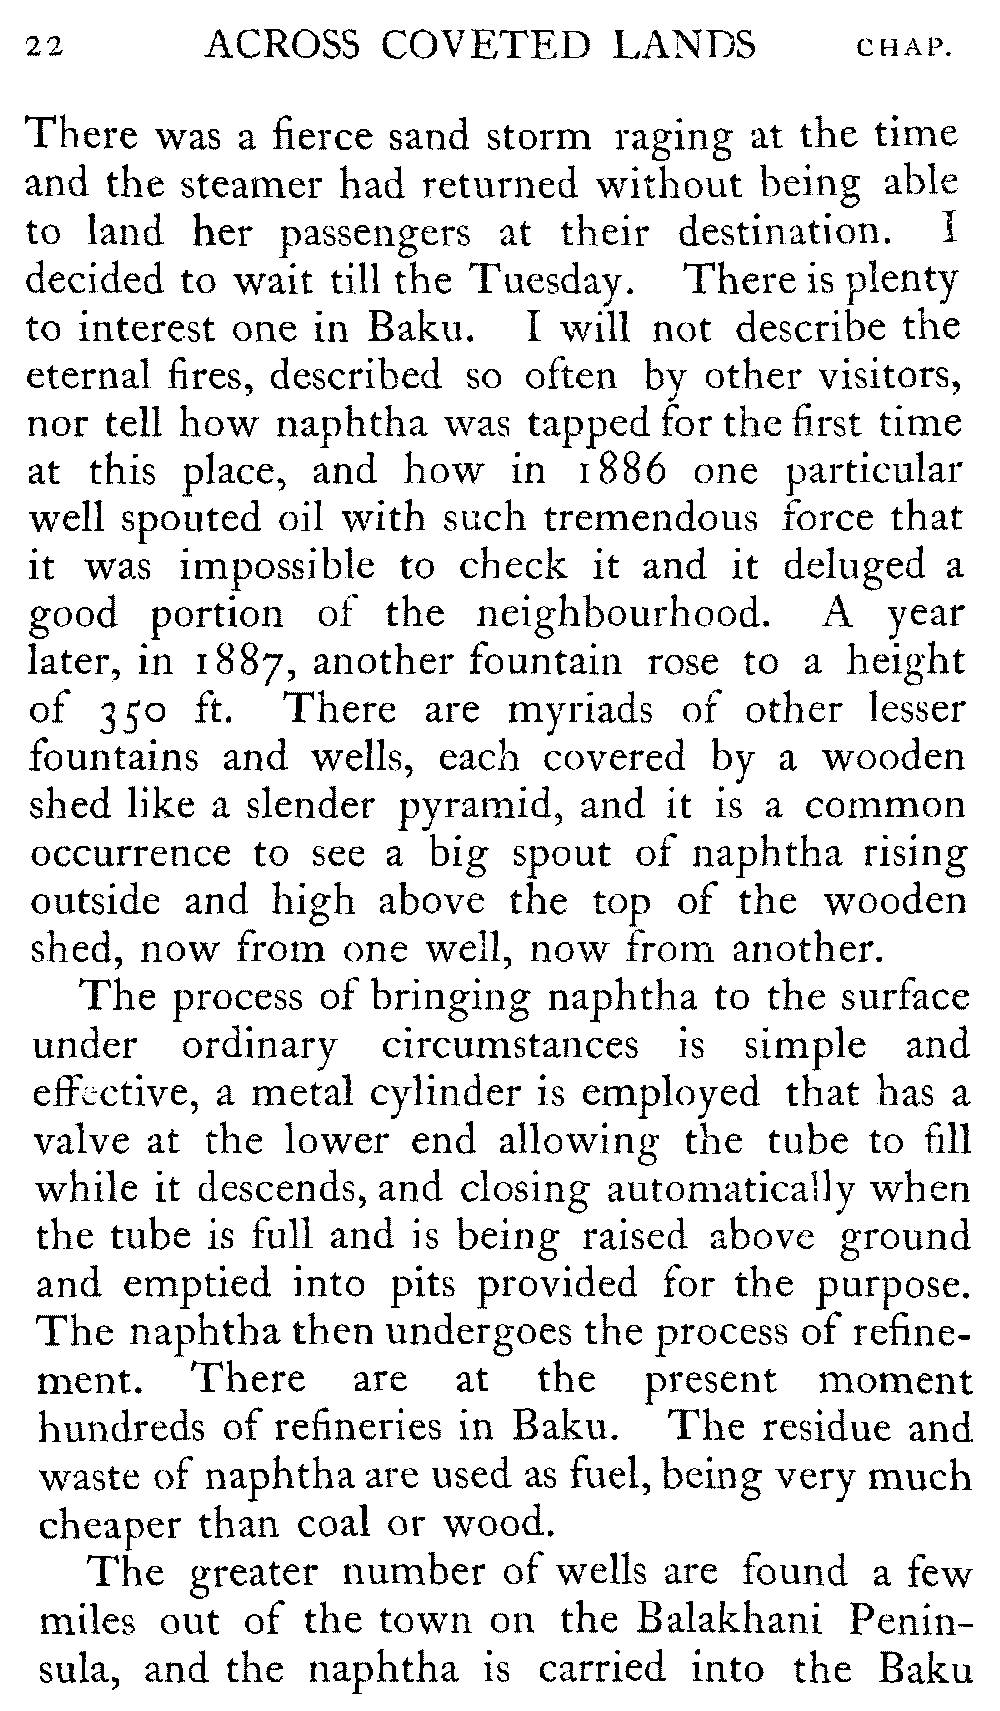 22 ACROSS COVETED LANDS CHAP.
There was a fierce sand storm raging at the time
and the steamer had returned without being able
to land her passengers at their destination. I
decided to wait till the Tuesday. There is plenty
to interest one in Baku. I will not describe the
eternal fires, described so often by other visitors,
nor tell how naphtha was tapped for the first time
at this place, and how in 1886 one particular
well spouted oil with such tremendous force that
it was impossible to check it and it deluged a
good portion of the neighbourhood. A year
later, in 1887, another fountain rose to a height
of 350 ft. There are myriads of other lesser
fountains and wells, each covered by a wooden
shed like a slender pyramid, and it is a common
occurrence to see a big spout of naphtha rising
outside and high above the top of the wooden
shed, now from one well, now from another.
The process of bringing naphtha to the surface
under ordinary circumstances is simple and
effective, a metal cylinder is employed that has a
valve at the lower end allowing the tube to fill
while it descends, and closing automatically when
the tube is full and is being raised above ground
and emptied into pits provided for the purpose.
The naphtha then undergoes the process of refine-
ment. There are at the present moment
hundreds of refineries in Baku. The residue and
waste of naphtha are used as fuel, being very much
cheaper than coal or wood.
The greater number of wells are found a few
miles out of the town on the Balakhani Penin-
sula, and the naphtha is carried into the Baku